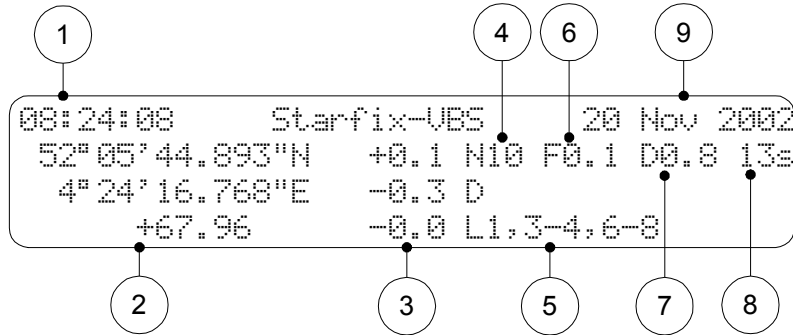 1 4 6 9
08:24:08 Starfix-VBS 20 Nov 2002
52°05'44.893"N +0.1 N10 F0.1 D0.8 13s
4°24'16.768"E -0.3 D
+67.96 -0.0 L1,3-4,6-8
2 3 5 7 8